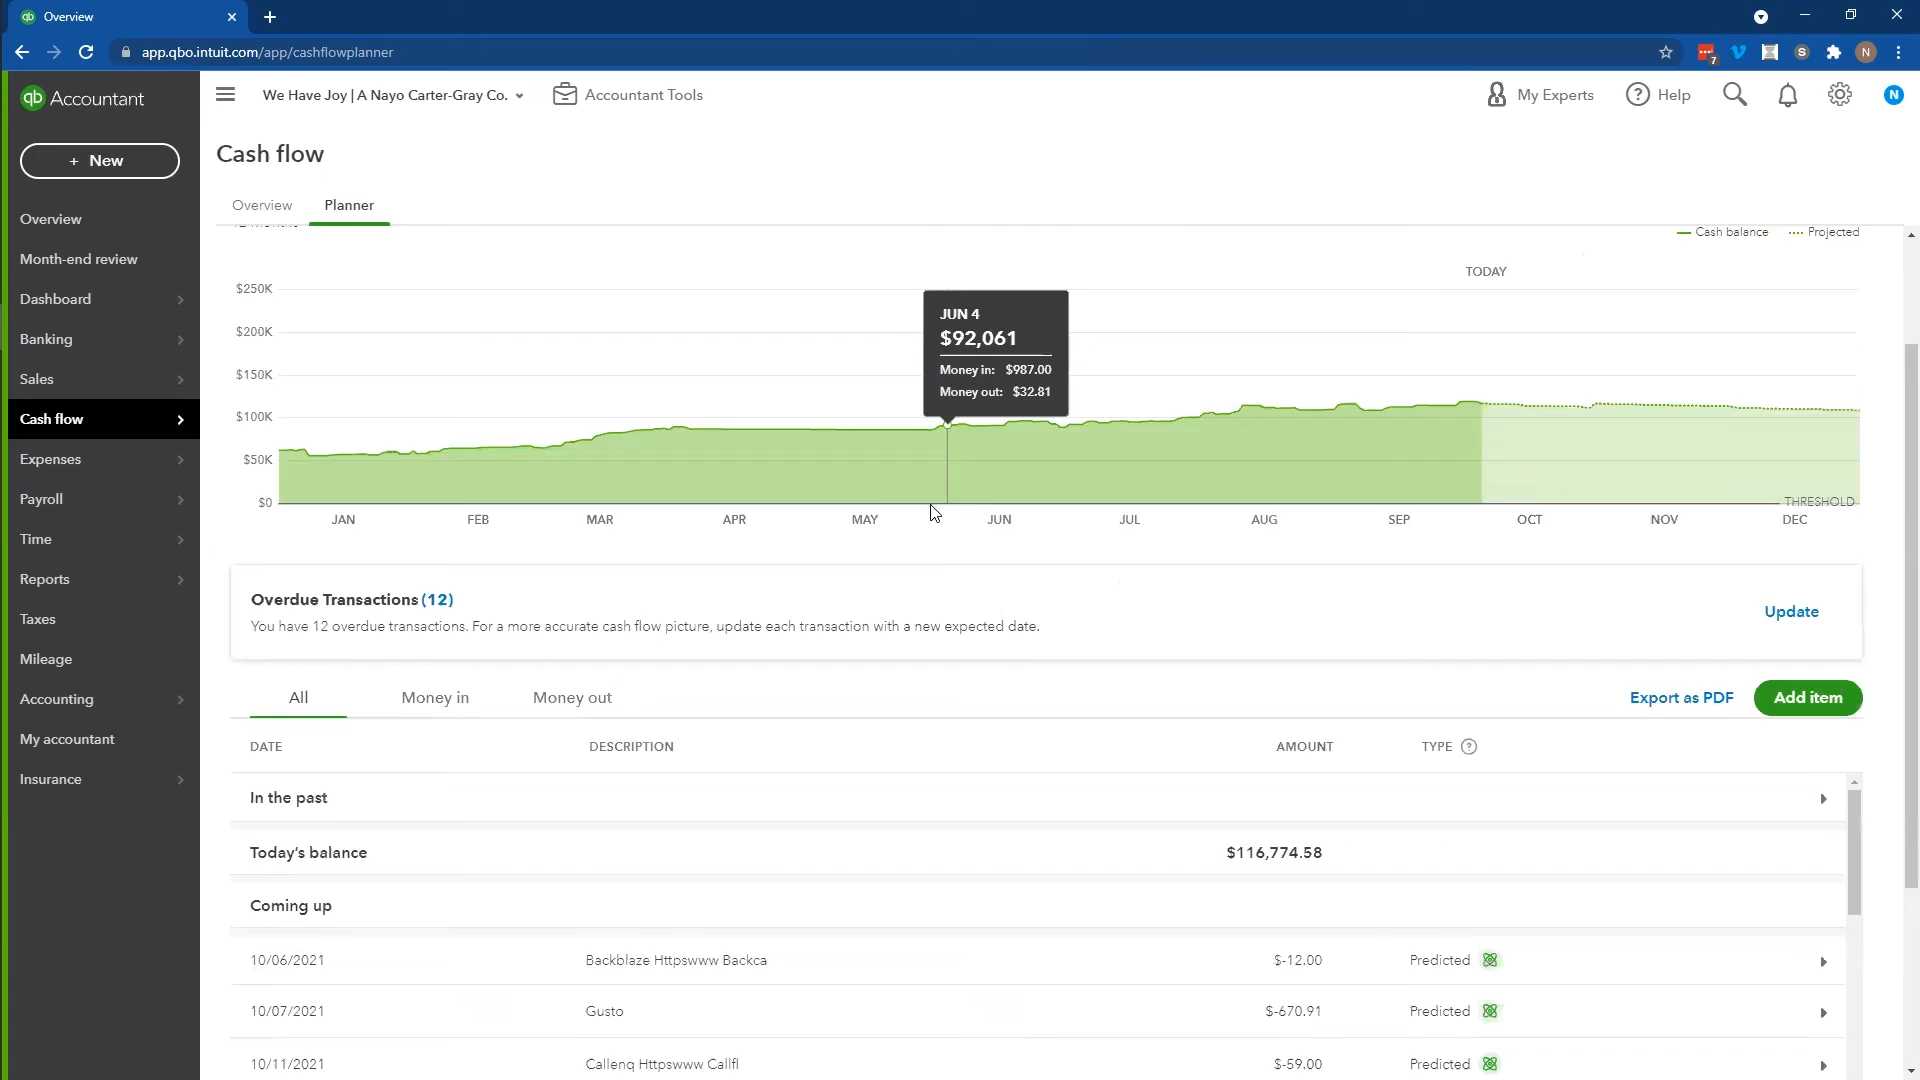 Overview
app.qbo.intuit.com/app/cashflowplanner
7
S
N
qb Accountant
We Have Joy | A Nayo Carter-Gray Co.
Accountant Tools
My Experts
Help
N
+ New
Overview
Month-end review
Dashboard
Banking
Sales
Cash flow
Expenses
Payroll
Time
Reports
Taxes
Mileage
Accounting
My accountant
Insurance
Cash flow
Overview
Planner
Cash balance
Projected
TODAY
$250K
$200K
$150K
$100K
$50K
$0
JUN 4
$92,061
Money in: $987.00
Money out: $32.81
THRESHOLD
JAN FEB MAR APR MAY JUN JUL AUG SEP OCT NOV DEC
Overdue Transactions (12)
You have 12 overdue transactions. For a more accurate cash flow picture, update each transaction with a new expected date.
Update
All Money in Money out
Export as PDF
Add item
DATE DESCRIPTION AMOUNT TYPE ?
In the past
Today's balance $116,774.58
Coming up
10/06/2021 Backblaze Httpswww Backca $-12.00 Predicted
10/07/2021 Gusto $-670.91 Predicted
10/11/2021 Callenq Httpswww Callfl $-59.00 Predicted